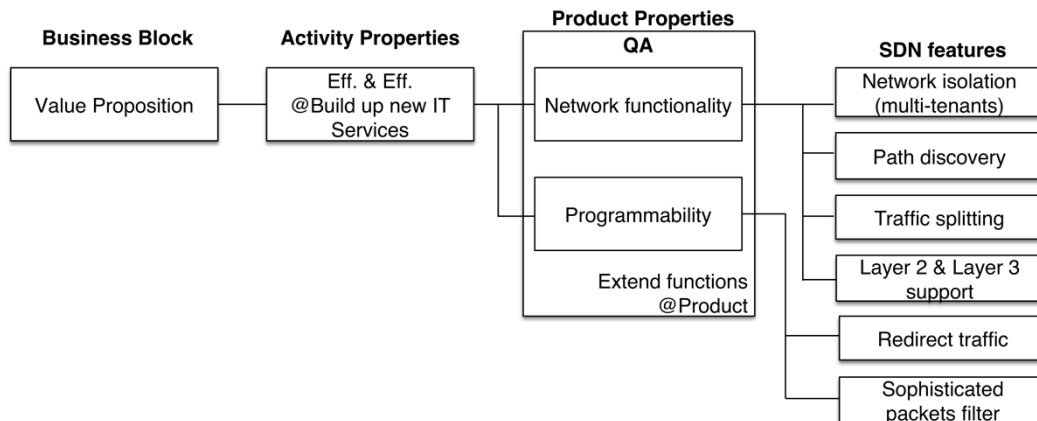 Business Block
Value Proposition
Activity Properties
Eff. & Eff.
@Build up new IT
Services
Product Properties
QA
Network functionality
Programmability
Extend functions
@Product
SDN features
Network isolation
(multi-tenants)
Path discovery
Traffic splitting
Layer 2 & Layer 3
support
Redirect traffic
Sophisticated
packets filter